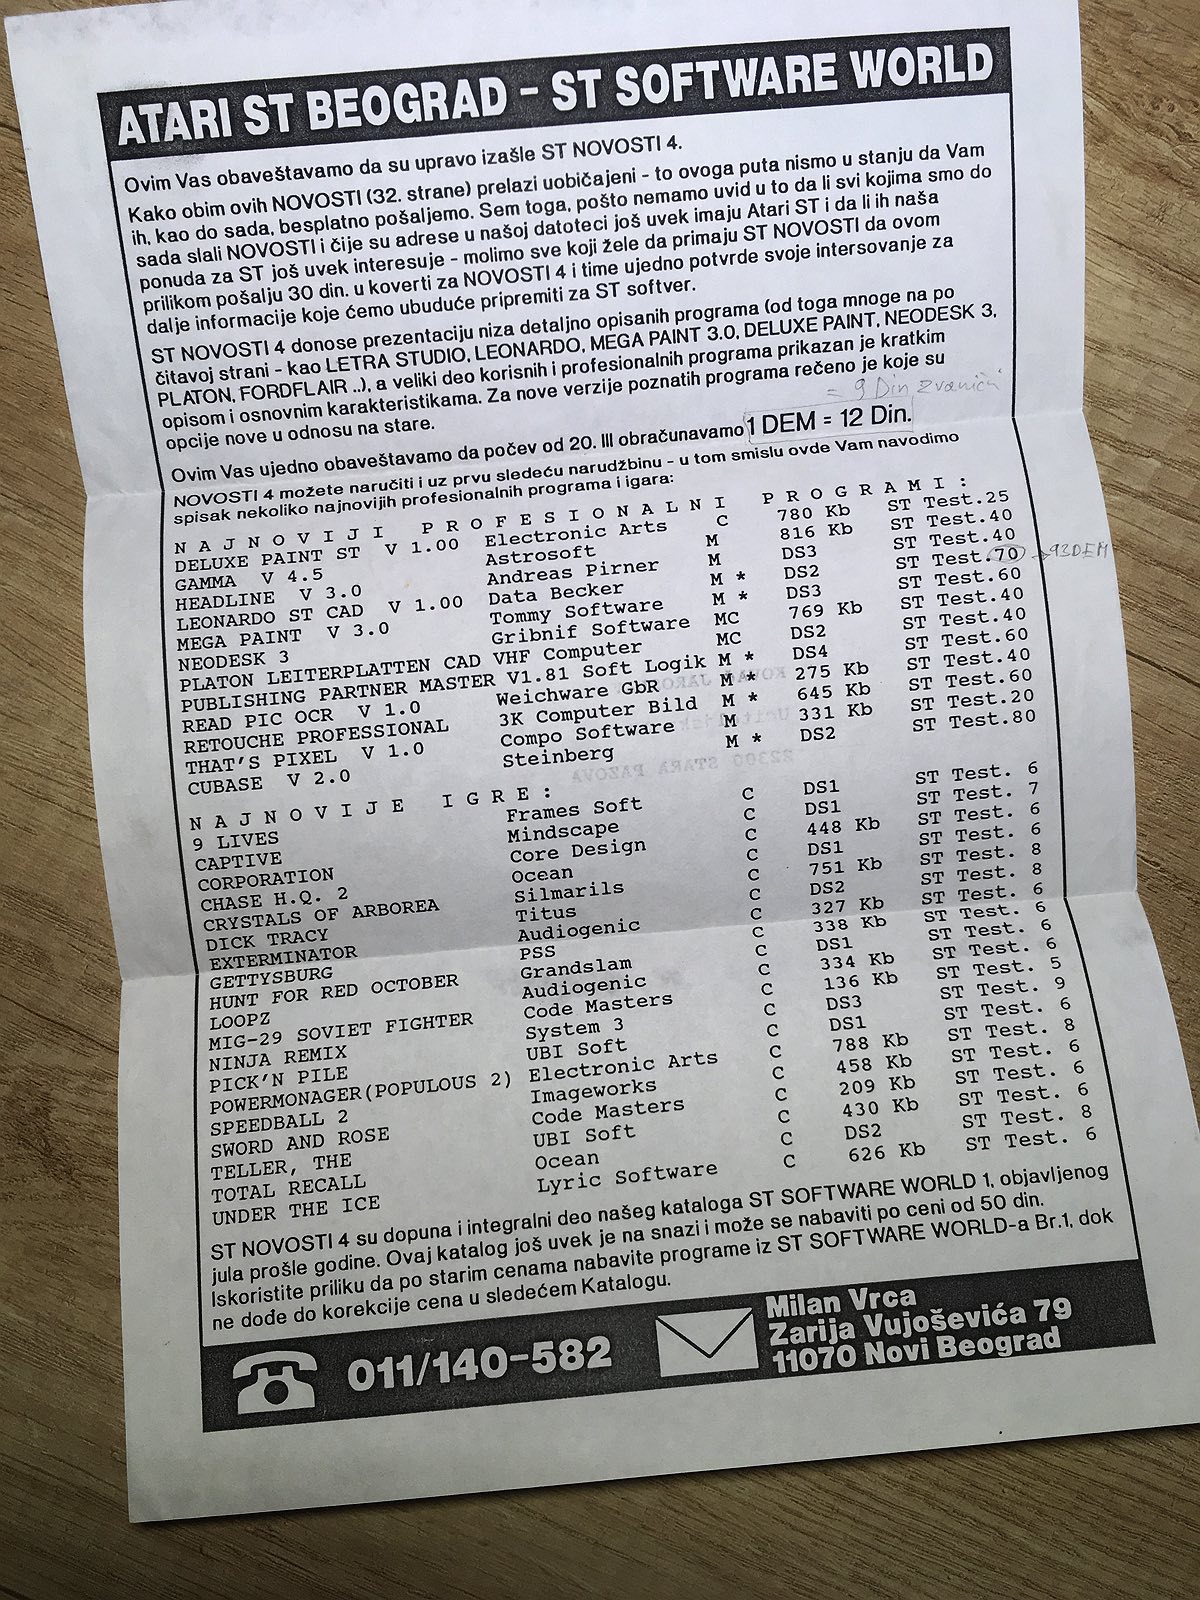 ATARI ST BEOGRAD - ST SOFTWARE WORLD
Ovim Vas obaveštavamo da su upravo izašle ST NOVOSTI 4.
Kako obim ovih NOVOSTI (32. strane) prelazi uobičajeni - to ovoga puta nismo u stanju da Vam
ih, kao do sada, besplatno pošaljemo. Sem toga, pošto nemamo uvid u to da li svi kojima smo do
sada slali NOVOSTI i čije su adrese u našoj datoteci još uvek imaju Atari ST i da li ih naša
ponuda za ST još uvek interesuje - molimo sve koji žele da primaju ST NOVOSTI da ovom
prilikom pošalju 30 din. u koverti za NOVOSTI 4 i time ujedno potvrde svoje intersovanje za
dalje informacije koje ćemo ubuduće pripremiti za ST softver.
ST NOVOSTI 4 donose prezentaciju niza detaljno opisanih programa (od toga mnoge na po
čitavoj strani - kao LETRA STUDIO, LEONARDO, MEGA PAINT 3.0, DELUXE PAINT, NEODESK 3,
PLATON, FORDFLAIR ..), a veliki deo korisnih i profesionalnih programa prikazan je kratkim
opisom i osnovnim karakteristikama. Za nove verzije poznatih programa rečeno je koje su
opcije nove u odnosu na stare.
= 9 Din, zvanični
Ovim Vas ujedno obaveštavamo da počev od 20. III obračunavamo 1 DEM = 12 Din.
NOVOSTI 4 možete naručiti i uz prvu sledeću narudžbinu - u tom smislu ovde Vam navodimo
spisak nekoliko najnovijih profesionalnih programa i igara:
N A J N O V I J I P R O F E S I O N A L N I P R O G R A M I :
DELUXE PAINT ST V 1.00 Electronic Arts C 780 Kb ST Test.25
GAMMA V 4.5 Astrosoft M 816 Kb ST Test.40
HEADLINE V 3.0 Andreas Pirner M DS3 ST Test.40
LEONARDO ST CAD V 1.00 Data Becker M * DS2 ST Test.70 → 93DEM
MEGA PAINT V 3.0 Tommy Software M * DS3 ST Test.60
NEODESK 3 Gribnif Software MC 769 Kb ST Test.40
PLATON LEITERPLATTEN CAD VHF Computer MC DS2 ST Test.40
PUBLISHING PARTNER MASTER V1.81 Soft Logik M * DS4 ST Test.60
READ PIC OCR V 1.0 Weichware GbR M * 275 Kb ST Test.40
RETOUCHE PROFESSIONAL 3K Computer Bild M * 645 Kb ST Test.60
THAT'S PIXEL V 1.0 Compo Software M 331 Kb ST Test.20
CUBASE V 2.0 Steinberg M * DS2 ST Test.80
22300 STARA PAZOVA
N A J N O V I J E I G R E :
9 LIVES Frames Soft C DS1 ST Test. 6
CAPTIVE Mindscape C DS1 ST Test. 7
CORPORATION Core Design C 448 Kb ST Test. 6
CHASE H.Q. 2 Ocean C DS1 ST Test. 6
CRYSTALS OF ARBOREA Silmarils C 751 Kb ST Test. 8
DICK TRACY Titus C DS2 ST Test. 8
EXTERMINATOR Audiogenic C 327 Kb ST Test. 6
GETTYSBURG PSS C 338 Kb ST Test. 6
HUNT FOR RED OCTOBER Grandslam C DS1 ST Test. 6
LOOPZ Audiogenic C 334 Kb ST Test. 6
MIG-29 SOVIET FIGHTER Code Masters C 136 Kb ST Test. 5
NINJA REMIX System 3 C DS3 ST Test. 9
PICK'N PILE UBI Soft C DS1 ST Test. 6
POWERMONAGER(POPULOUS 2) Electronic Arts C 788 Kb ST Test. 8
SPEEDBALL 2 Imageworks C 458 Kb ST Test. 6
SWORD AND ROSE Code Masters C 209 Kb ST Test. 6
TELLER, THE UBI Soft C 430 Kb ST Test. 6
TOTAL RECALL Ocean C DS2 ST Test. 8
UNDER THE ICE Lyric Software C 626 Kb ST Test. 6
ST NOVOSTI 4 su dopuna i integralni deo našeg kataloga ST SOFTWARE WORLD 1, objavljenog
jula prošle godine. Ovaj katalog još uvek je na snazi i može se nabaviti po ceni od 50 din.
Iskoristite priliku da po starim cenama nabavite programe iz ST SOFTWARE WORLD-a Br.1, dok
ne dođe do korekcije cena u sledećem Katalogu.
011/140-582
Milan Vrca
Zarija Vujoševića 79
11070 Novi Beograd